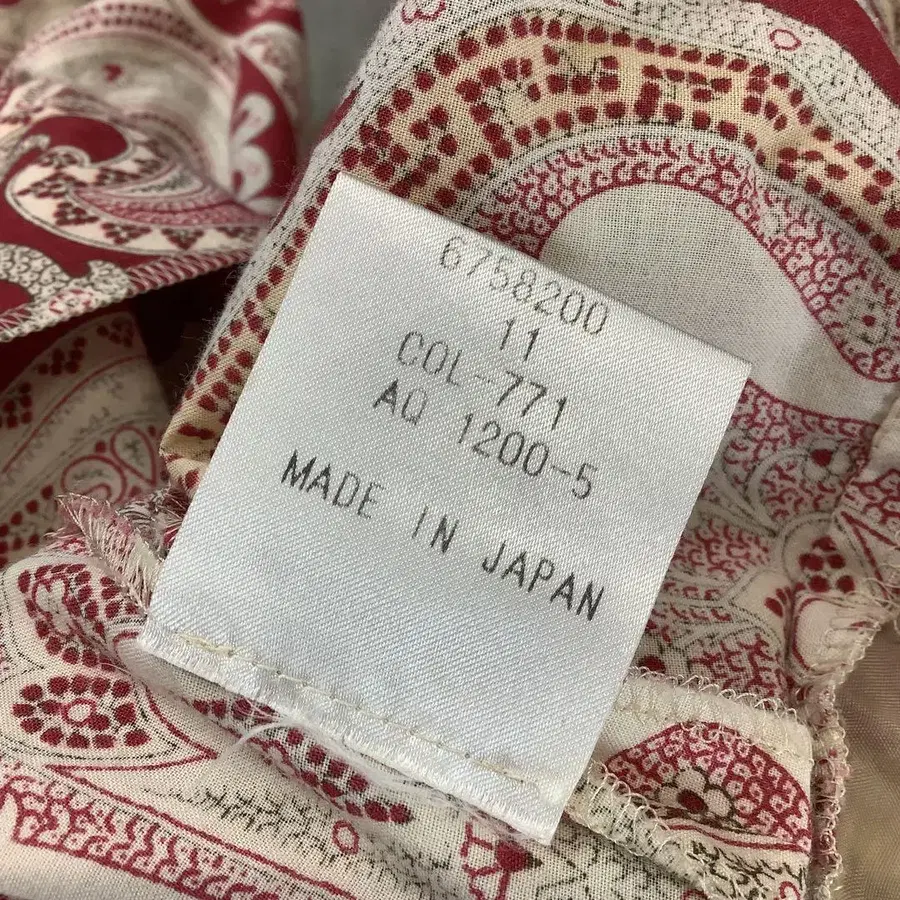 6758200
11
COL-771
AQ 1200-5
MADE IN JAPAN